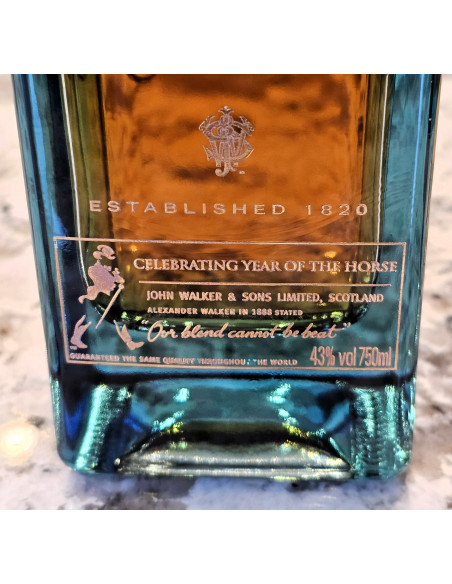 ESTABLISHED 1820
CELEBRATING YEAR OF THE HORSE
JOHN WALKER & SONS LIMITED, SCOTLAND
ALEXANDER WALKER IN 1888 STATED
"Our blend cannot be beat"
GUARANTEED THE SAME QUALITY THROUGHOUT THE WORLD
43% vol 750ml